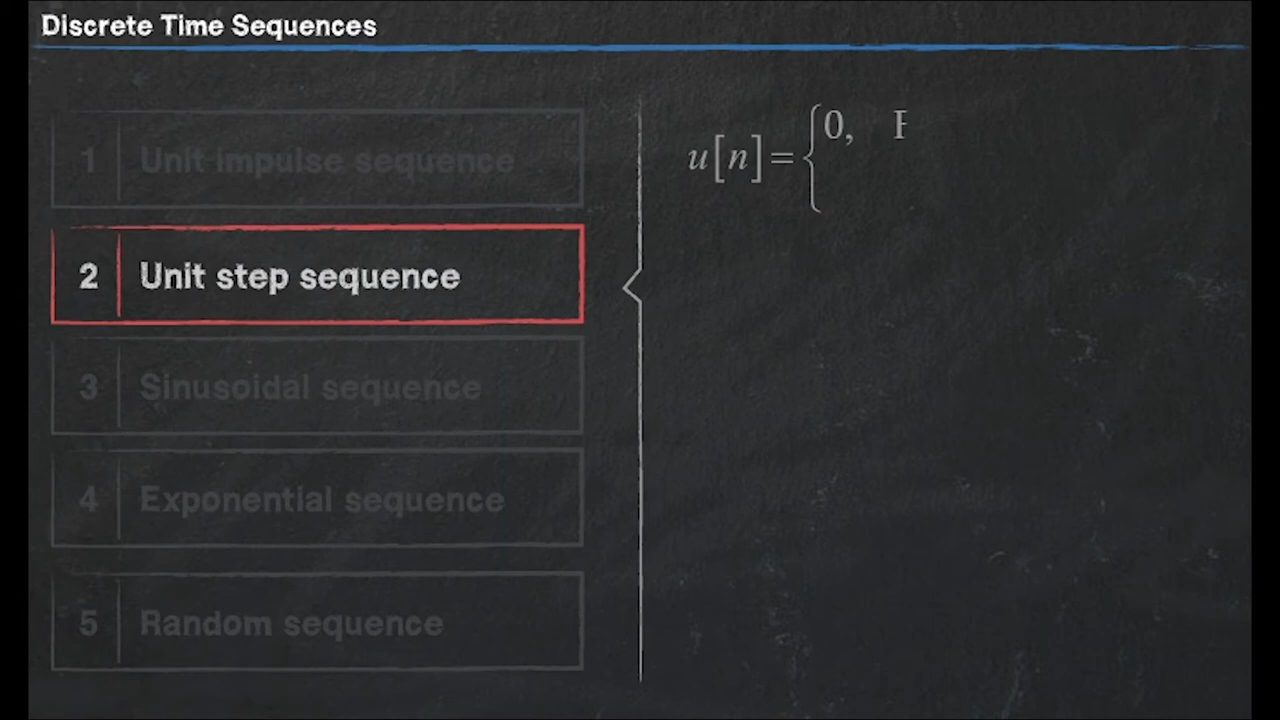 Discrete Time Sequences
1 Unit impulse sequence
2 Unit step sequence
3 Sinusoidal sequence
4 Exponential sequence
5 Random sequence
u[n]={0,